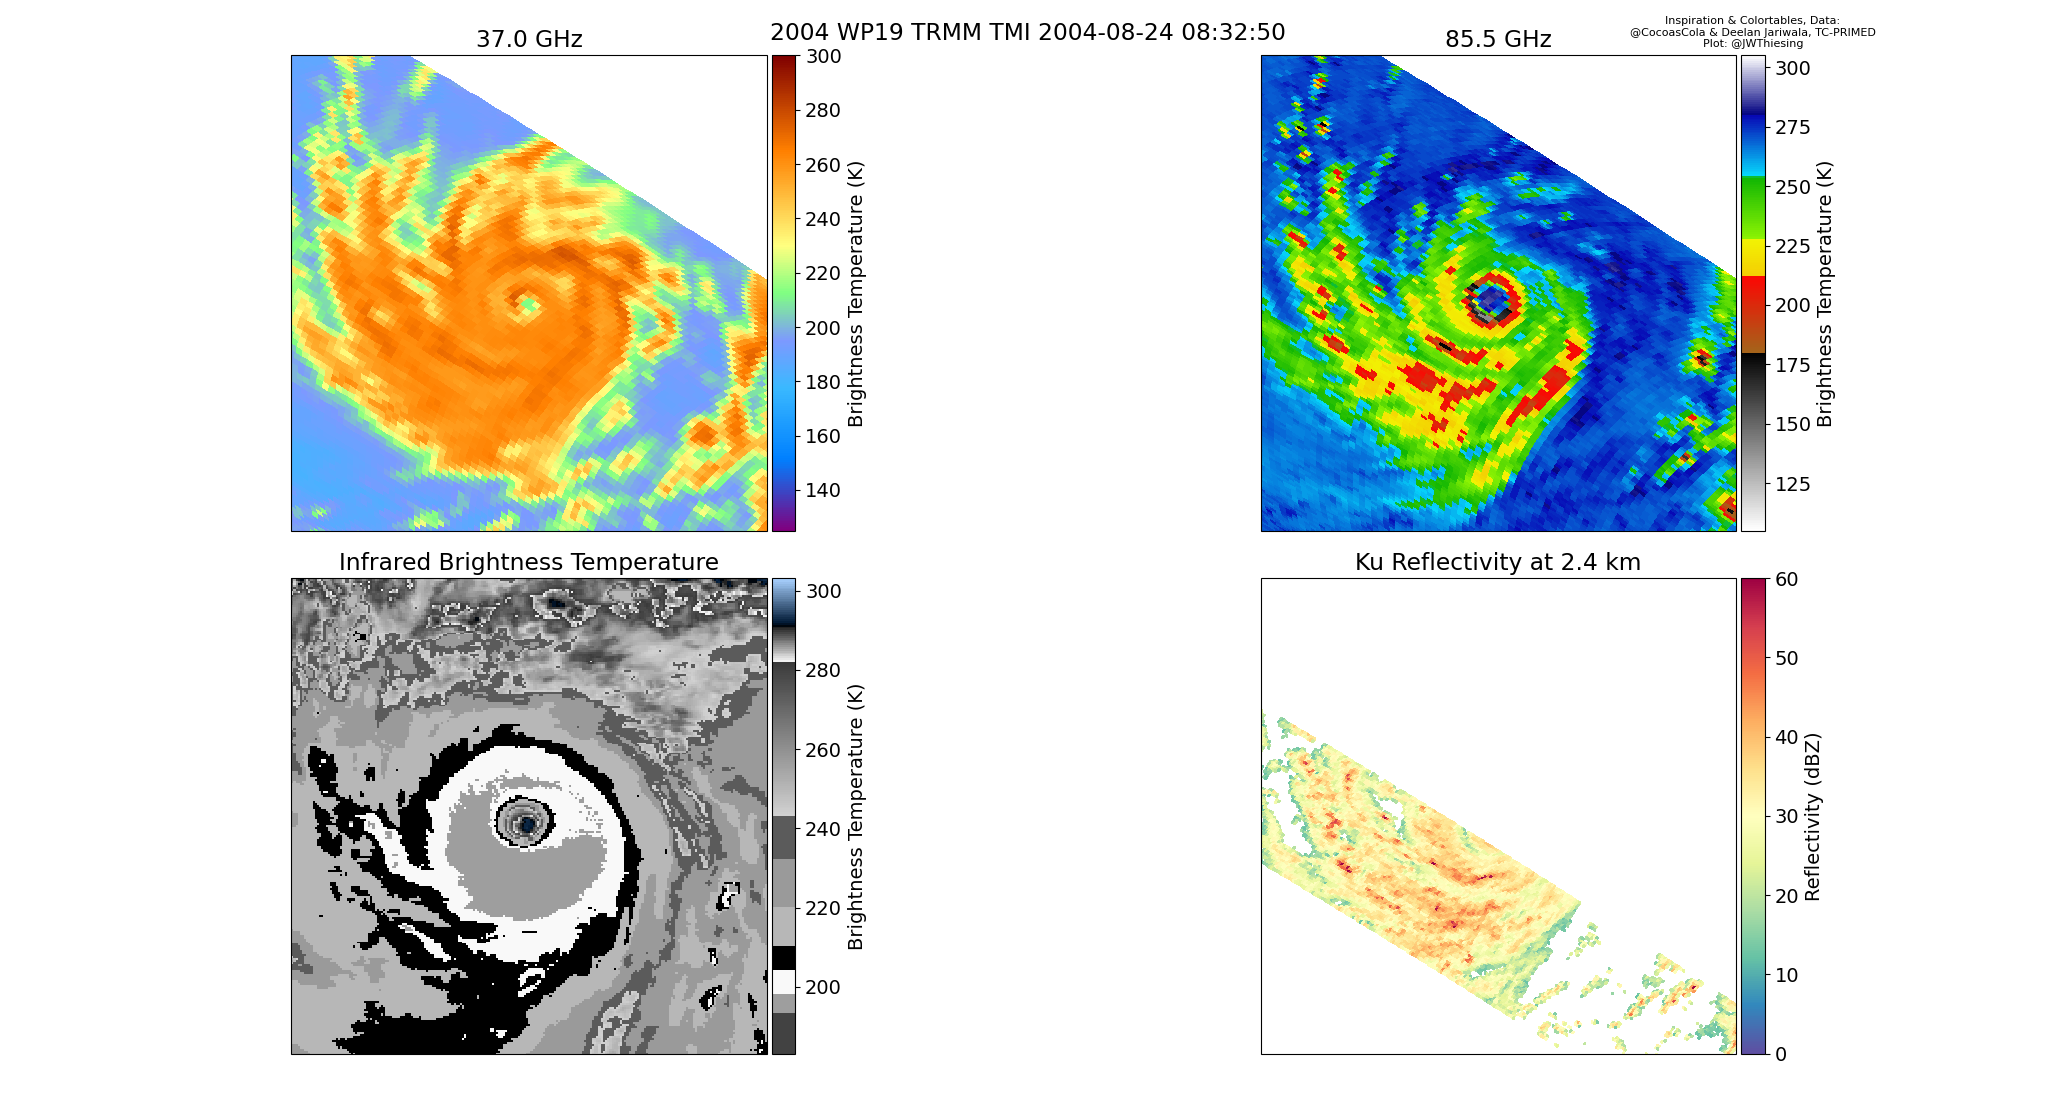 2004 WP19 TRMM TMI 2004-08-24 08:32:50
Inspiration & Colortables, Data:
@CocoasCola & Deelan Jariwala, TC-PRIMED
Plot: @JWThiesing
37.0 GHz
300
280
260
240
220
200
180
160
140
Brightness Temperature (K)
85.5 GHz
300
275
250
225
200
175
150
125
Brightness Temperature (K)
Infrared Brightness Temperature
300
280
260
240
220
200
Brightness Temperature (K)
Ku Reflectivity at 2.4 km
60
50
40
30
20
10
0
Reflectivity (dBZ)